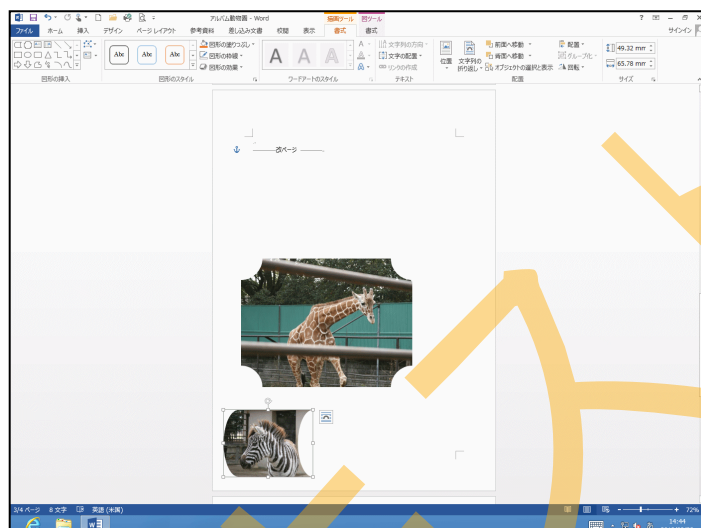 アルバム動物園 - Word
描画ツール 図ツール
サインイン
ファイル ホーム 挿入 デザイン ページ レイアウト 参考資料 差し込み文書 校閲 表示 書式 書式
Abc Abc Abc
図形の塗りつぶし
図形の枠線
図形の効果
A A A
文字列の方向
文字の配置
リンクの作成
位置 文字列の
折り返し
前面へ移動
背面へ移動
オブジェクトの選択と表示
配置
グループ化
回転
49.32 mm
65.78 mm
図形の挿入 図形のスタイル ワードアートのスタイル テキスト 配置 サイズ
改ページ
3/4 ページ 8 文字 英語 (米国) 72%
14:44